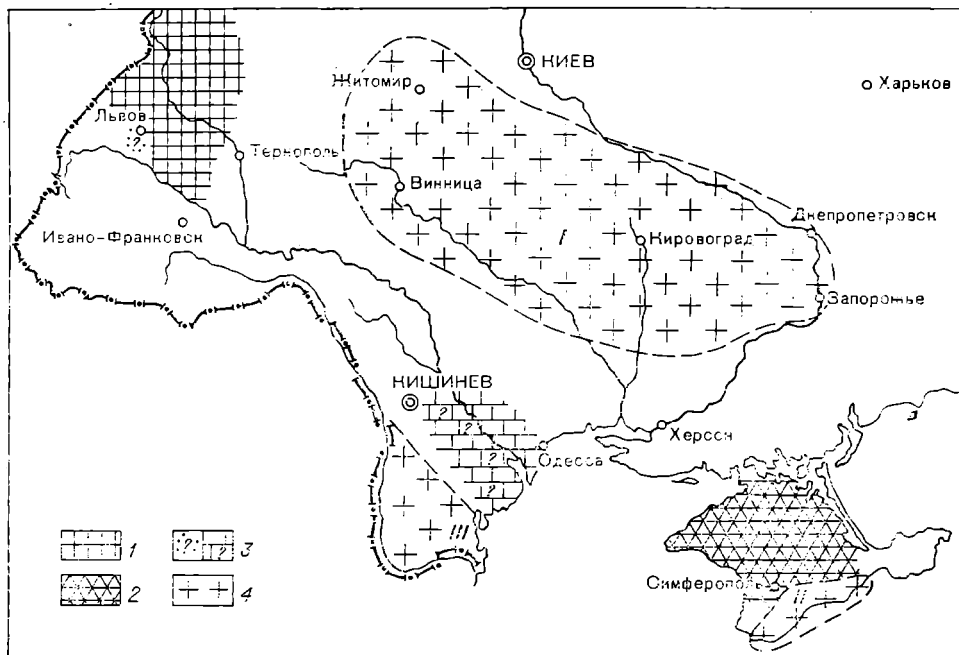 КИЕВ
Житомир
Харьков
Львов
?
Тернополь
Винница
Днепропетровск
Ивано-Франковск
I
Кировоград
Запорожье
КИШИНЕВ
?
?
Херсон
?
Одесса
?
III
1
? ? 3
2
4
Симферополь
II